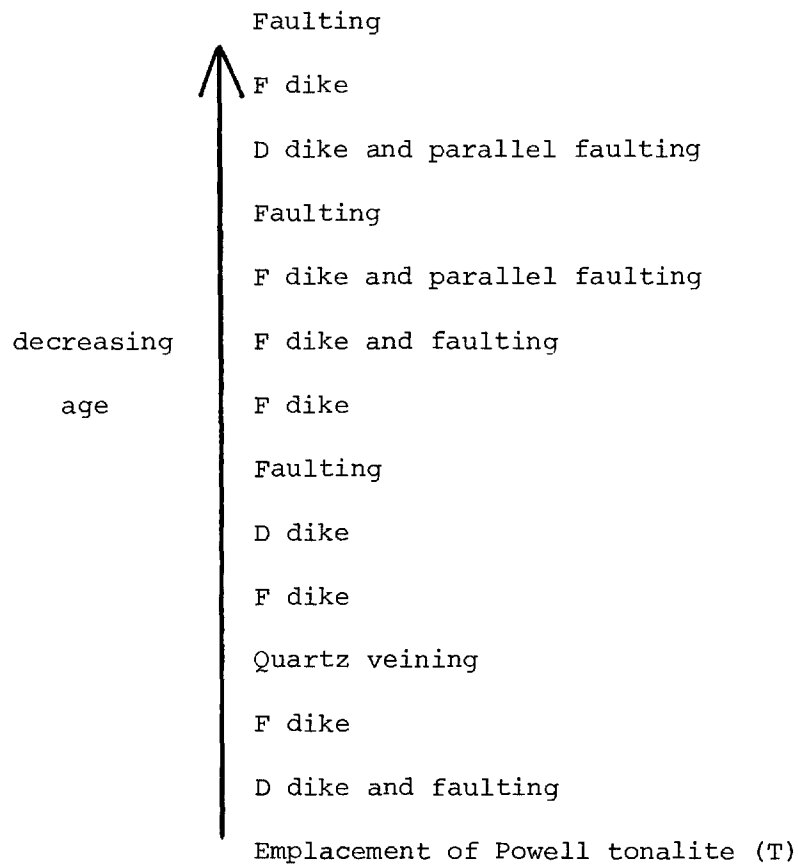 Faulting
F dike
D dike and parallel faulting
Faulting
F dike and parallel faulting
decreasing
F dike and faulting
age
F dike
Faulting
D dike
F dike
Quartz veining
F dike
D dike and faulting
Emplacement of Powell tonalite (T)